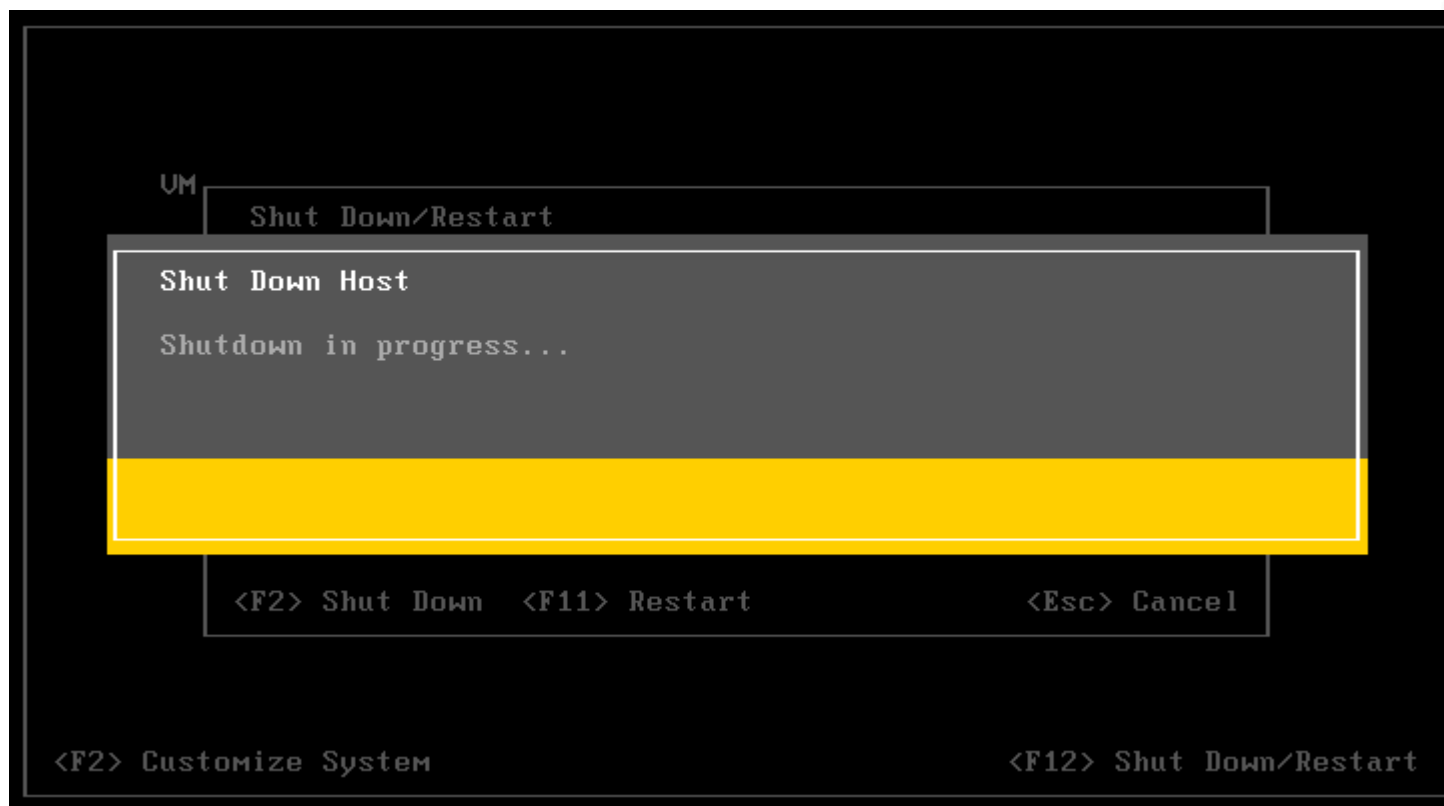 VM
Shut Down/Restart
Shut Down Host
Shutdown in progress...
<F2> Shut Down <F11> Restart <Esc> Cancel
<F2> Customize System <F12> Shut Down/Restart